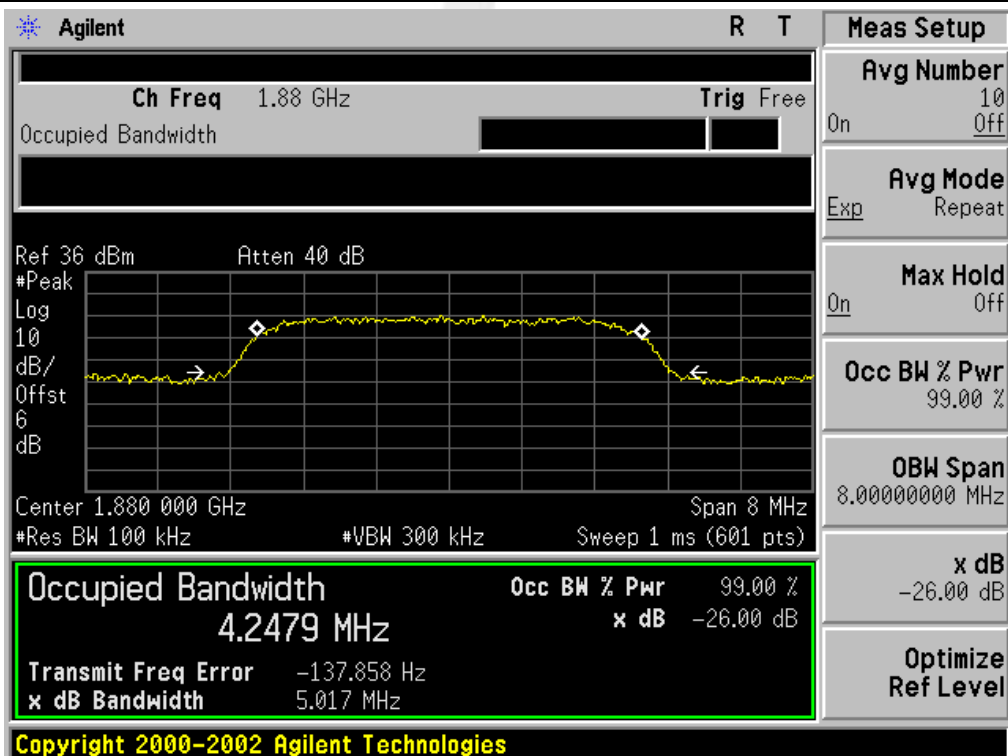 Agilent R T
Ch Freq 1.88 GHz Trig Free
Occupied Bandwidth
Ref 36 dBm Atten 40 dB
#Peak
Log
10
dB/
Offst
6
dB
Center 1.880 000 GHz Span 8 MHz
#Res BW 100 kHz #VBW 300 kHz Sweep 1 ms (601 pts)
Occupied Bandwidth Occ BW % Pwr 99.00 %
4.2479 MHz x dB -26.00 dB
Transmit Freq Error -137.858 Hz
x dB Bandwidth 5.017 MHz
Copyright 2000-2002 Agilent Technologies
Meas Setup
Avg Number
10
On Off
Avg Mode
Exp Repeat
Max Hold
On Off
Occ BW % Pwr
99.00 %
OBW Span
8.00000000 MHz
x dB
-26.00 dB
Optimize
Ref Level